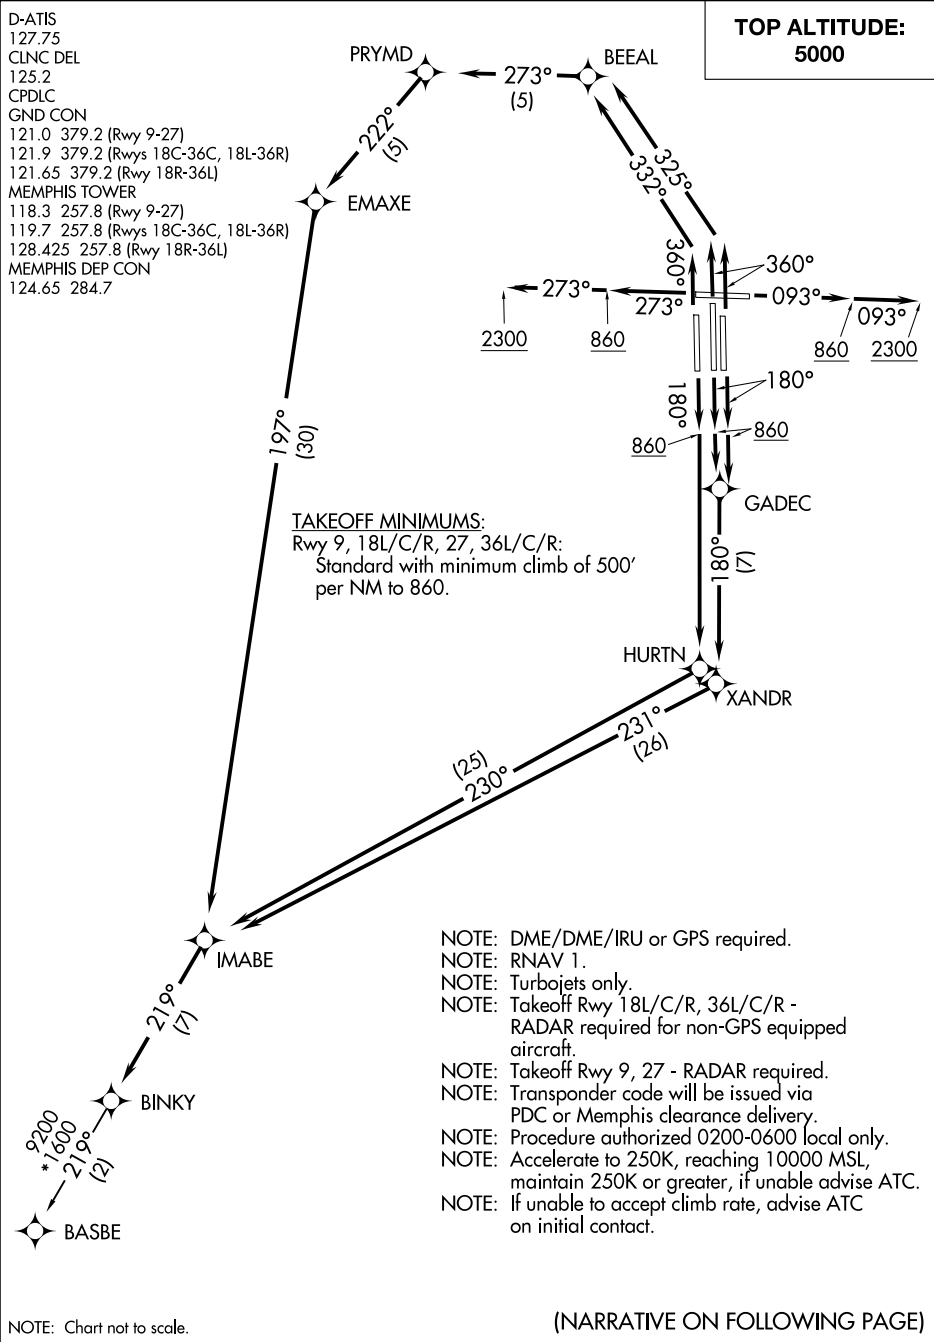 D-ATIS
127.75
CLNC DEL
125.2
CPDLC
GND CON
121.0 379.2 (Rwy 9-27)
121.9 379.2 (Rwys 18C-36C, 18L-36R)
121.65 379.2 (Rwy 18R-36L)
MEMPHIS TOWER
118.3 257.8 (Rwy 9-27)
119.7 257.8 (Rwys 18C-36C, 18L-36R)
128.425 257.8 (Rwy 18R-36L)
MEMPHIS DEP CON
124.65 284.7
TOP ALTITUDE:
5000
PRYMD
BEEAL
273°
(5)
222°
(5)
EMAXE
325°
332°
360°
360°
273°
273°
093°
093°
2300
860
860
2300
180°
180°
860
860
197°
(30)
GADEC
TAKEOFF MINIMUMS:
Rwy 9, 18L/C/R, 27, 36L/C/R:
Standard with minimum climb of 500'
per NM to 860.
180°
(7)
HURTN
XANDR
231°
(26)
(25)
230°
IMABE
219°
(7)
BINKY
9200
*1600
219°
(2)
BASBE
NOTE: DME/DME/IRU or GPS required.
NOTE: RNAV 1.
NOTE: Turbojets only.
NOTE: Takeoff Rwy 18L/C/R, 36L/C/R -
RADAR required for non-GPS equipped
aircraft.
NOTE: Takeoff Rwy 9, 27 - RADAR required.
NOTE: Transponder code will be issued via
PDC or Memphis clearance delivery.
NOTE: Procedure authorized 0200-0600 local only.
NOTE: Accelerate to 250K, reaching 10000 MSL,
maintain 250K or greater, if unable advise ATC.
NOTE: If unable to accept climb rate, advise ATC
on initial contact.
NOTE: Chart not to scale.
(NARRATIVE ON FOLLOWING PAGE)